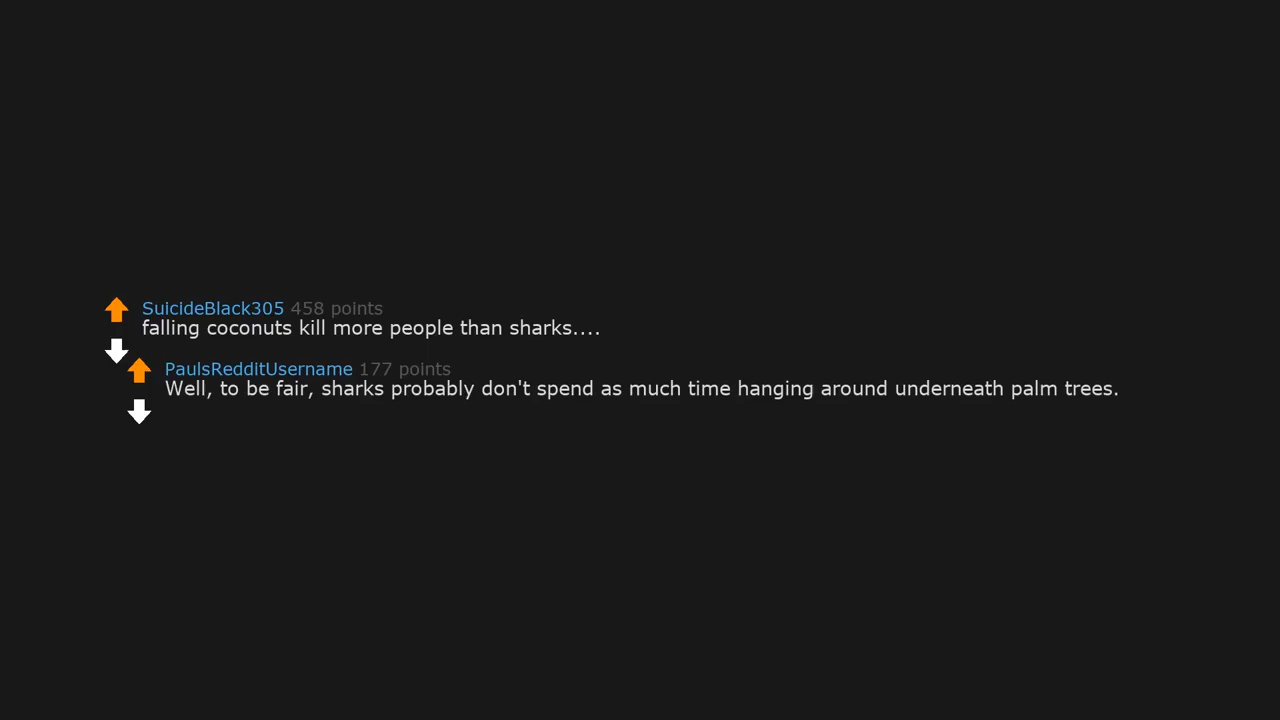 SuicideBlack305 458 points
falling coconuts kill more people than sharks....
PaulsRedditUsername 177 points
Well, to be fair, sharks probably don't spend as much time hanging around underneath palm trees.